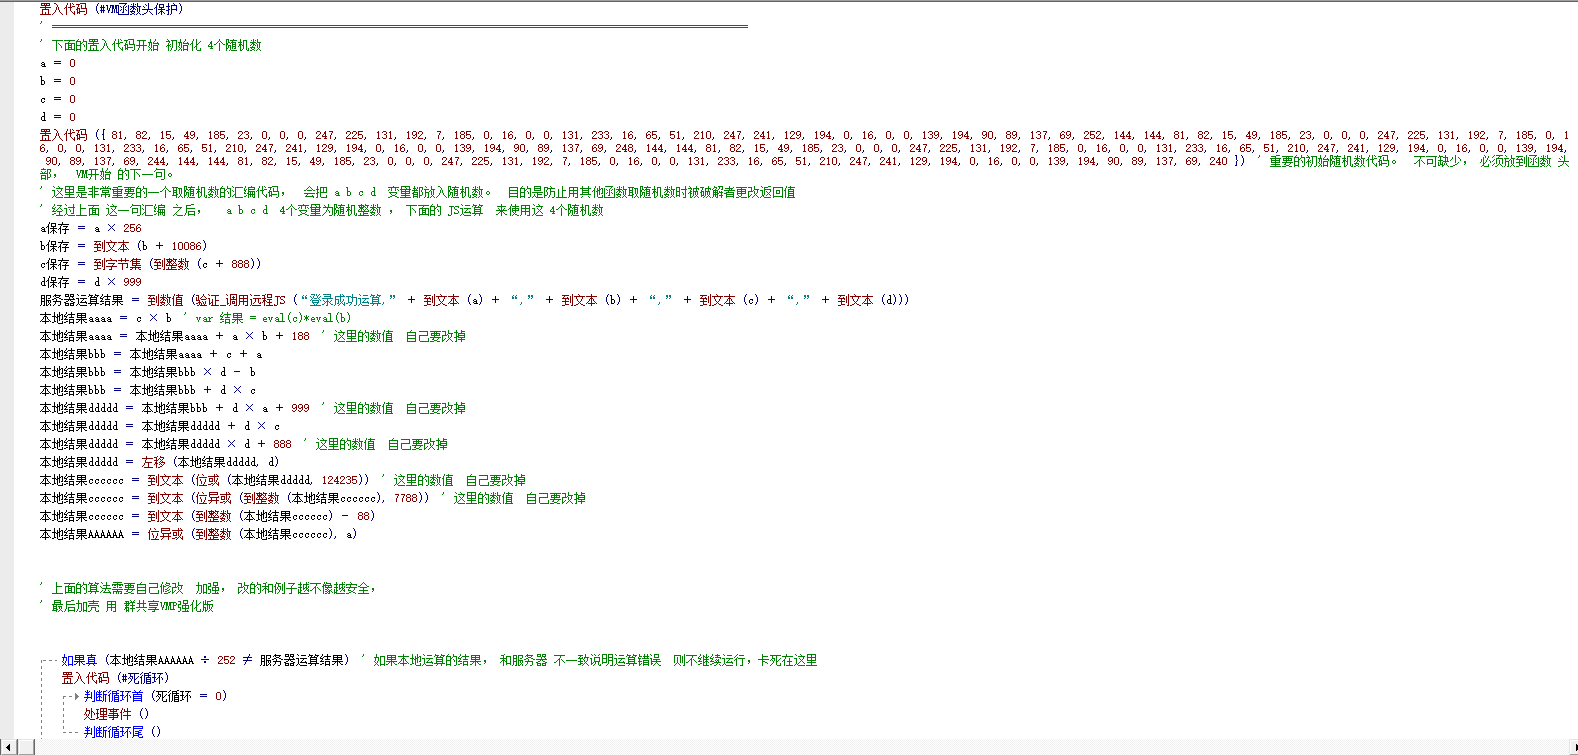 置入代码 (#VM函数头保护)
' ══════════════════════════════════════════════════════════
' 下面的置入代码开始 初始化 4个随机数
a = 0
b = 0
c = 0
d = 0
置入代码 ({ 81, 82, 15, 49, 185, 23, 0, 0, 0, 247, 225, 131, 192, 7, 185, 0, 16, 0, 0, 131, 233, 16, 65, 51, 210, 247, 241, 129, 194, 0, 16, 0, 0, 139, 194, 90, 89, 137, 69, 252, 144, 144, 81, 82, 15, 49, 185, 23, 0, 0, 0, 247, 225, 131, 192, 7, 185, 0, 1
6, 0, 0, 131, 233, 16, 65, 51, 210, 247, 241, 129, 194, 0, 16, 0, 0, 139, 194, 90, 89, 137, 69, 248, 144, 144, 81, 82, 15, 49, 185, 23, 0, 0, 0, 247, 225, 131, 192, 7, 185, 0, 16, 0, 0, 131, 233, 16, 65, 51, 210, 247, 241, 129, 194, 0, 16, 0, 0, 139, 194,
90, 89, 137, 69, 244, 144, 144, 81, 82, 15, 49, 185, 23, 0, 0, 0, 247, 225, 131, 192, 7, 185, 0, 16, 0, 0, 131, 233, 16, 65, 51, 210, 247, 241, 129, 194, 0, 16, 0, 0, 139, 194, 90, 89, 137, 69, 240 }) ' 重要的初始随机数代码。 不可缺少, 必须放到函数 头
部, VM开始 的下一句。
' 这里是非常重要的一个取随机数的汇编代码, 会把 a b c d 变量都放入随机数。 目的是防止用其他函数取随机数时被破解者更改返回值
' 经过上面 这一句汇编 之后, a b c d 4个变量为随机整数 , 下面的 JS运算 来使用这 4个随机数
a保存 = a × 256
b保存 = 到文本 (b + 10086)
c保存 = 到字节集 (到整数 (c + 888))
d保存 = d × 999
服务器运算结果 = 到数值 (验证_调用远程JS (“登录成功运算,” + 到文本 (a) + “,” + 到文本 (b) + “,” + 到文本 (c) + “,” + 到文本 (d)))
本地结果aaaa = c × b ' var 结果 = eval(c)*eval(b)
本地结果aaaa = 本地结果aaaa + a × b + 188 ' 这里的数值 自己要改掉
本地结果bbb = 本地结果aaaa + c + a
本地结果bbb = 本地结果bbb × d - b
本地结果bbb = 本地结果bbb + d × c
本地结果ddddd = 本地结果bbb + d × a + 999 ' 这里的数值 自己要改掉
本地结果ddddd = 本地结果ddddd + d × c
本地结果ddddd = 本地结果ddddd × d + 888 ' 这里的数值 自己要改掉
本地结果ddddd = 左移 (本地结果ddddd, d)
本地结果cccccc = 到文本 (位或 (本地结果ddddd, 124235)) ' 这里的数值 自己要改掉
本地结果cccccc = 到文本 (位异或 (到整数 (本地结果cccccc), 7788)) ' 这里的数值 自己要改掉
本地结果cccccc = 到文本 (到整数 (本地结果cccccc) - 88)
本地结果AAAAAA = 位异或 (到整数 (本地结果cccccc), a)
' 上面的算法需要自己修改 加强, 改的和例子越不像越安全,
' 最后加壳 用 群共享VMP强化版
如果真 (本地结果AAAAAA ÷ 252 ≠ 服务器运算结果) ' 如果本地运算的结果, 和服务器 不一致说明运算错误 则不继续运行,卡死在这里
置入代码 (#死循环)
判断循环首 (死循环 = 0)
处理事件 ()
判断循环尾 ()